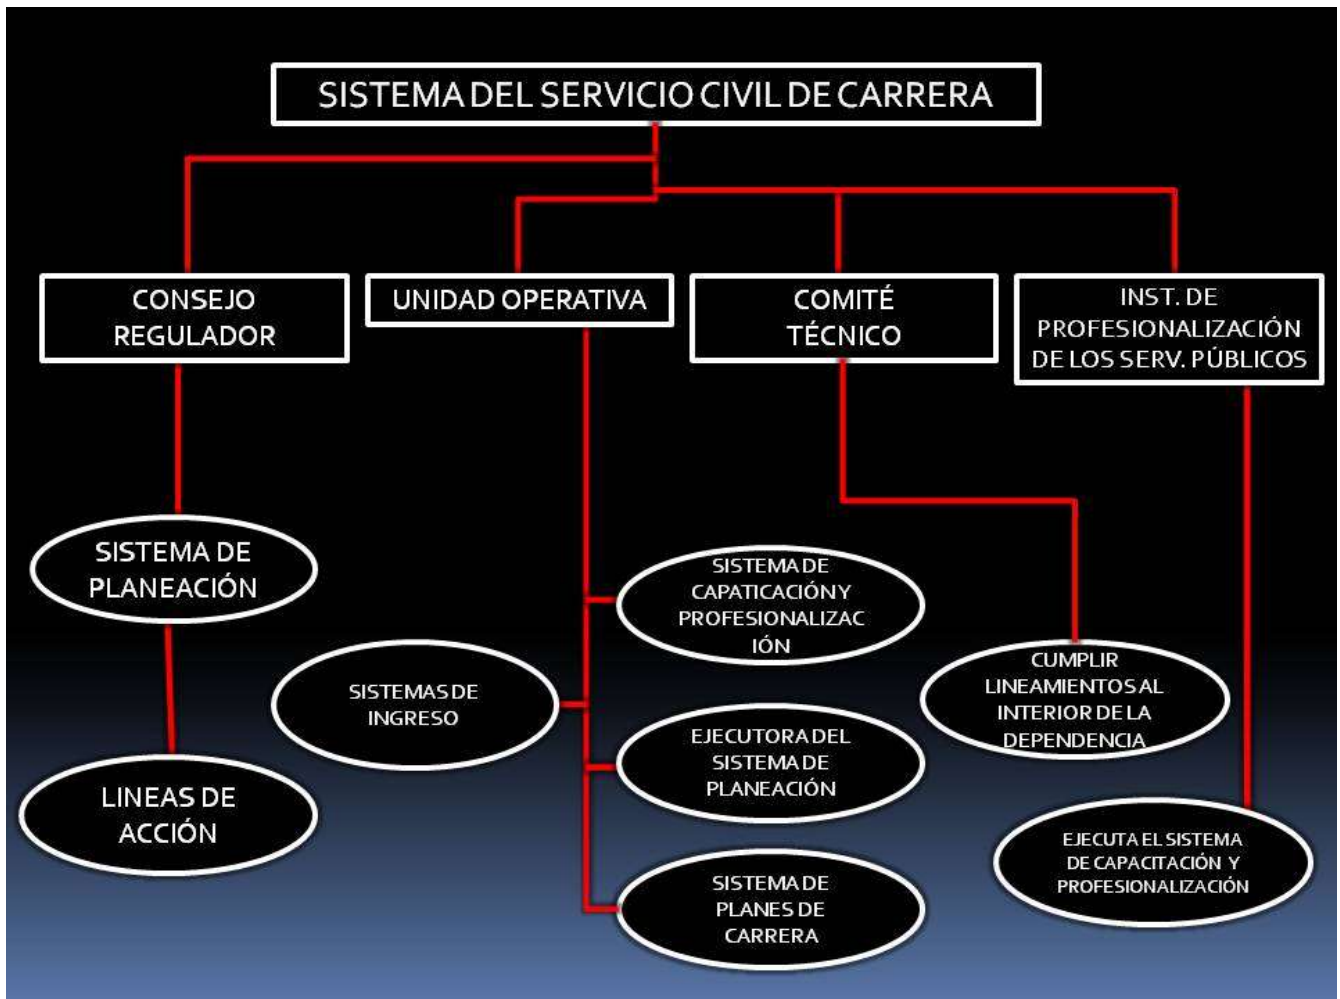 SISTEMA DEL SERVICIO CIVIL DE CARRERA
CONSEJO
REGULADOR
UNIDAD OPERATIVA
COMITÉ
TÉCNICO
INST. DE
PROFESIONALIZACIÓN
DE LOS SERV. PÚBLICOS
SISTEMA DE
PLANEACIÓN
LINEAS DE
ACCIÓN
SISTEMAS DE
INGRESO
SISTEMA DE
CAPATICACIÓN Y
PROFESIONALIZAC
IÓN
EJECUTORA DEL
SISTEMA DE
PLANEACIÓN
SISTEMA DE
PLANES DE
CARRERA
CUMPLIR
LINEAMIENTOS AL
INTERIOR DE LA
DEPENDENCIA
EJECUTA EL SISTEMA
DE CAPACITACIÓN Y
PROFESIONALIZACIÓN